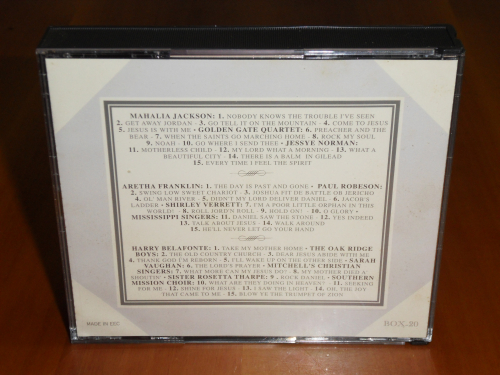 MAHALIA JACKSON: 1. NOBODY KNOWS THE TROUBLE I'VE SEEN
2. GET AWAY JORDAN · 3. GO TELL IT ON THE MOUNTAIN · 4. COME TO JESUS
5. JESUS IS WITH ME · GOLDEN GATE QUARTET: 6. PREACHER AND THE
BEAR · 7. WHEN THE SAINTS GO MARCHING HOME · 8. ROCK MY SOUL
9. NOAH · 10. GO WHERE I SEND THEE · JESSYE NORMAN:
11. MOTHERLESS CHILD · 12. MY LORD WHAT A MORNING · 13. WHAT A
BEAUTIFUL CITY · 14. THERE IS A BALM IN GILEAD
15. EVERY TIME I FEEL THE SPIRIT
ARETHA FRANKLIN: 1. THE DAY IS PAST AND GONE · PAUL ROBESON:
2. SWING LOW SWEET CHARIOT · 3. JOSHUA FIT DE BATTLE OB JERICHO
4. OL' MAN RIVER · 5. DIDN'T MY LORD DELIVER DANIEL · 6. JACOB'S
LADDER · SHIRLEY VERRETT: 7. I'M A POOR LITTLE ORPHAN IN THIS
WORLD! · 8. ROLL JORD'N ROLL · 9. HOLD ON! · 10. O GLORY ·
MISSISSIPPI SINGERS: 11. DANIEL IN THE STONE · 12. YES INDEED
13. TALK ABOUT JESUS · 14. WALK AROUND
15. HE'LL NEVER LET GO YOUR HAND
HARRY BELAFONTE: 1. TAKE MY MOTHER HOME · THE OAK RIDGE
BOYS: 2. THE OLD COUNTRY CHURCH · 3. DEAR JESUS ABIDE WITH ME
4. THANK GOD I'M REBORN · 5. I'LL WAKE UP ON THE OTHER SIDE · SARAH
VAUGHAN: 6. THE LORD'S PRAYER · MITCHELL'S CHRISTIAN
SINGERS: 7. WHAT MORE CAN MY JESUS DO? · 8. MY MOTHER DIED A'
SHOUTIN' · SISTER ROSETTA THARPE: 9. ROCK DANIEL · SOUTHERN
MISSION CHOIR: 10. WHAT ARE THEY DOING IN HEAVEN? · 11. SEEKING
FOR ME · 12. SHINE FOR JESUS · 13. I SAW THE LIGHT · 14. OH, THE JOY
THAT CAME TO ME · 15. BLOW YE THE TRUMPET OF ZION
MADE IN EEC BOX-20